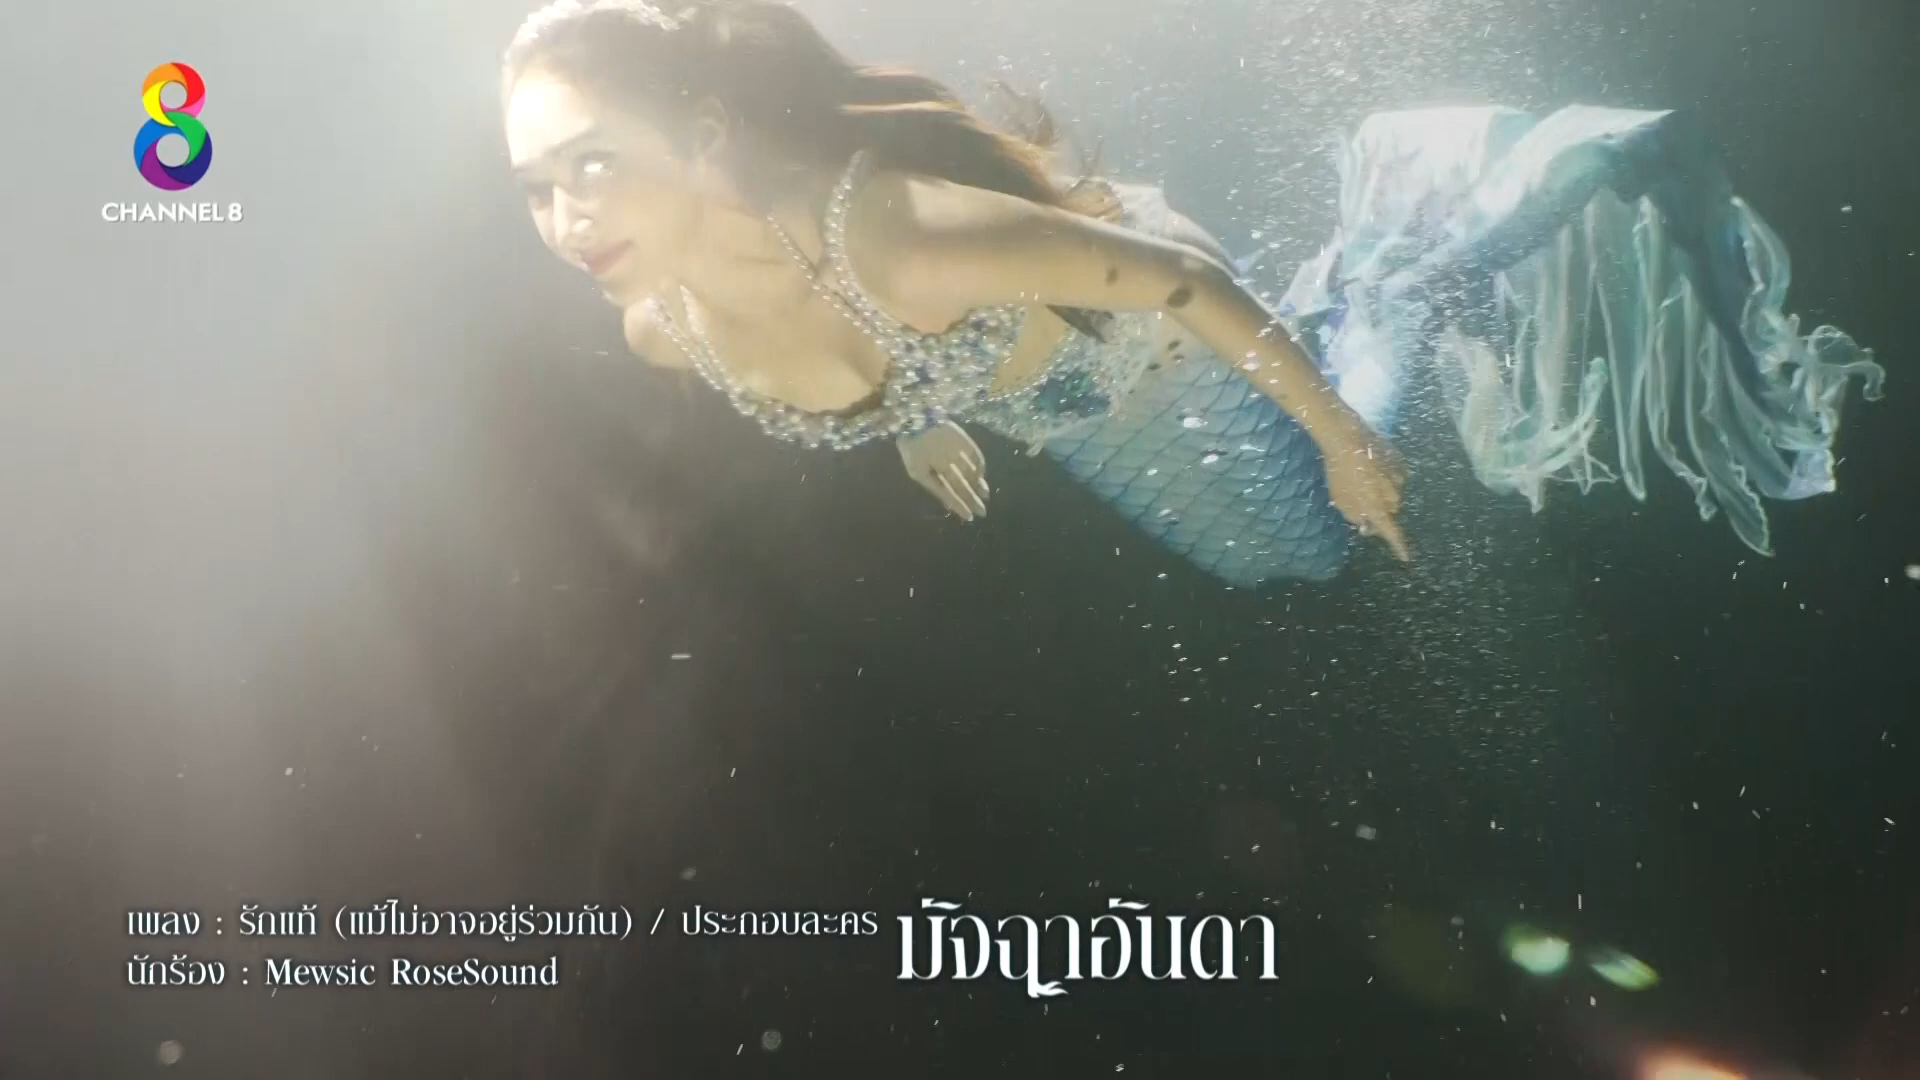 8
CHANNEL 8
เพลง : รักแท้ (แม้ไม่อาจอยู่ร่วมกัน) / ประกอบละคร มัจฉาอันดา
นักร้อง : Mewsic RoseSound